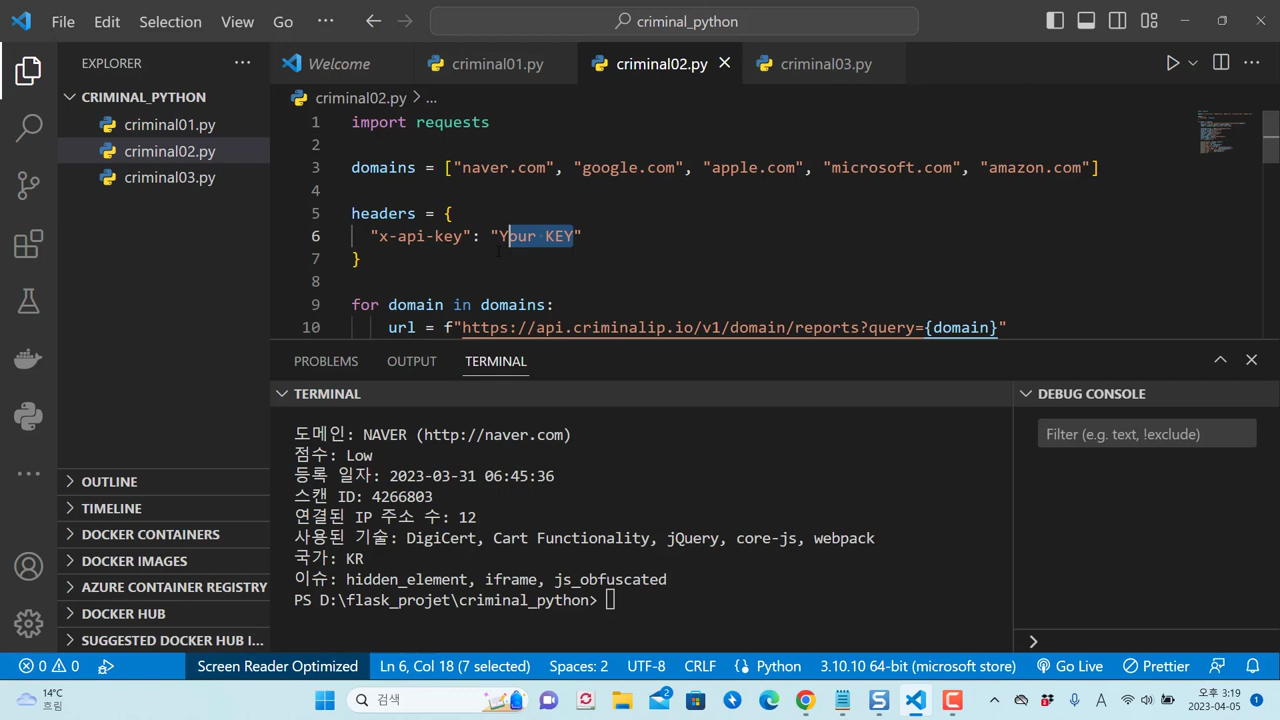 File Edit Selection View Go ··· criminal_python
EXPLORER ···
CRIMINAL_PYTHON
criminal01.py
criminal02.py
criminal03.py
OUTLINE
TIMELINE
DOCKER CONTAINERS
DOCKER IMAGES
AZURE CONTAINER REGISTRY
DOCKER HUB
SUGGESTED DOCKER HUB I...
Welcome criminal01.py criminal02.py criminal03.py
criminal02.py > ...
1 import requests
2
3 domains = ["naver.com", "google.com", "apple.com", "microsoft.com", "amazon.com"]
4
5 headers = {
6 "x-api-key": "Your KEY"
7 }
8
9 for domain in domains:
10 url = f"https://api.criminalip.io/v1/domain/reports?query={domain}"
PROBLEMS OUTPUT TERMINAL
TERMINAL
도메인: NAVER (http://naver.com)
점수: Low
등록 일자: 2023-03-31 06:45:36
스캔 ID: 4266803
연결된 IP 주소 수: 12
사용된 기술: DigiCert, Cart Functionality, jQuery, core-js, webpack
국가: KR
이슈: hidden_element, iframe, js_obfuscated
PS D:\flask_projet\criminal_python>
DEBUG CONSOLE
Filter (e.g. text, !exclude)
0 0 Screen Reader Optimized Ln 6, Col 18 (7 selected) Spaces: 2 UTF-8 CRLF Python 3.10.10 64-bit (microsoft store) Go Live Prettier
14°C
흐림
검색
2
A
오후 3:19
2023-04-05
1